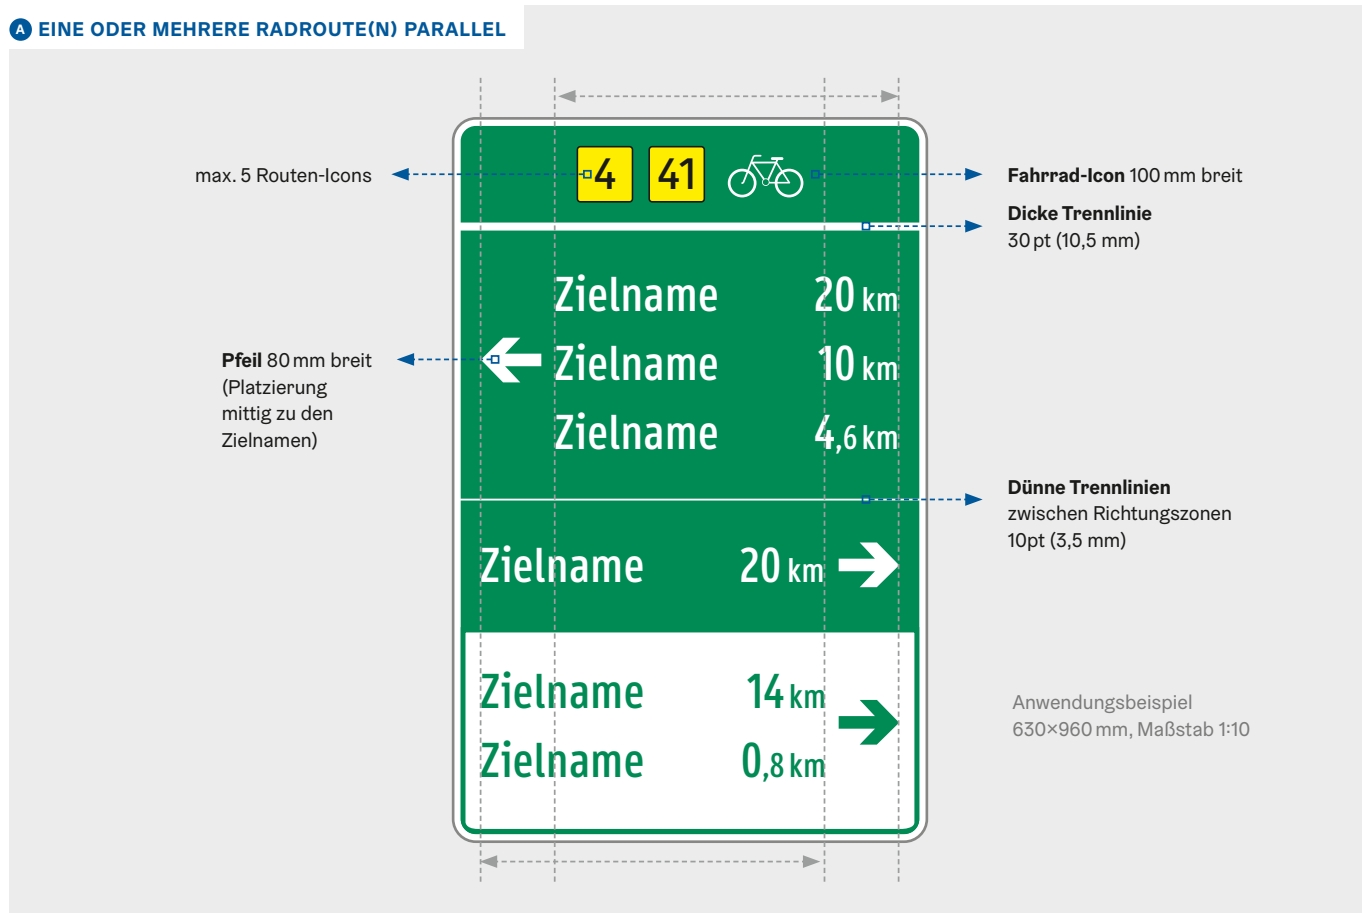 A EINE ODER MEHRERE RADROUTE(N) PARALLEL
max. 5 Routen-Icons
4 41
Fahrrad-Icon 100 mm breit
Dicke Trennlinie
30 pt (10,5 mm)
Zielname 20 km
Zielname 10 km
Zielname 4,6 km
Pfeil 80 mm breit
(Platzierung
mittig zu den
Zielnamen)
Dünne Trennlinien
zwischen Richtungszonen
10pt (3,5 mm)
Zielname 20 km
Zielname 14 km
Zielname 0,8 km
Anwendungsbeispiel
630×960 mm, Maßstab 1:10